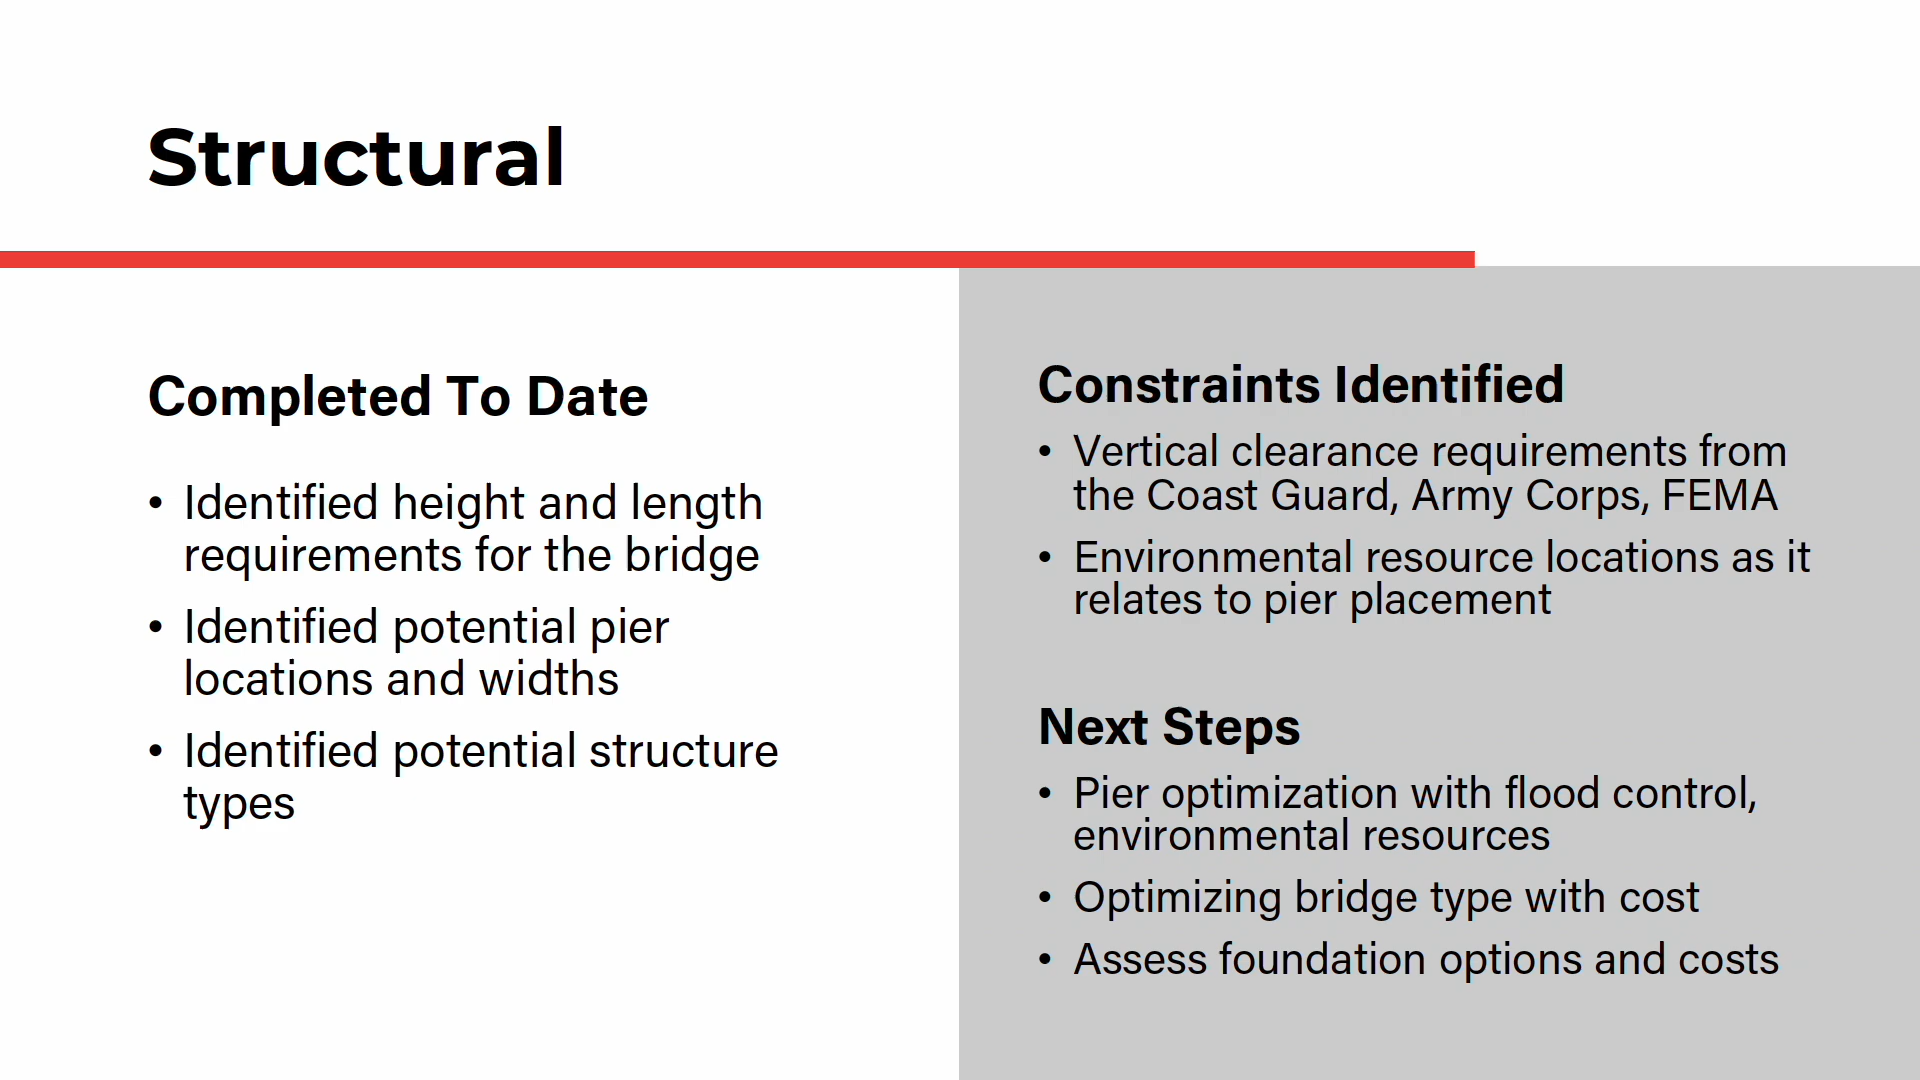 Structural
Completed To Date
• Identified height and length
requirements for the bridge
• Identified potential pier
locations and widths
• Identified potential structure
types
Constraints Identified
• Vertical clearance requirements from
the Coast Guard, Army Corps, FEMA
• Environmental resource locations as it
relates to pier placement
Next Steps
• Pier optimization with flood control,
environmental resources
• Optimizing bridge type with cost
• Assess foundation options and costs